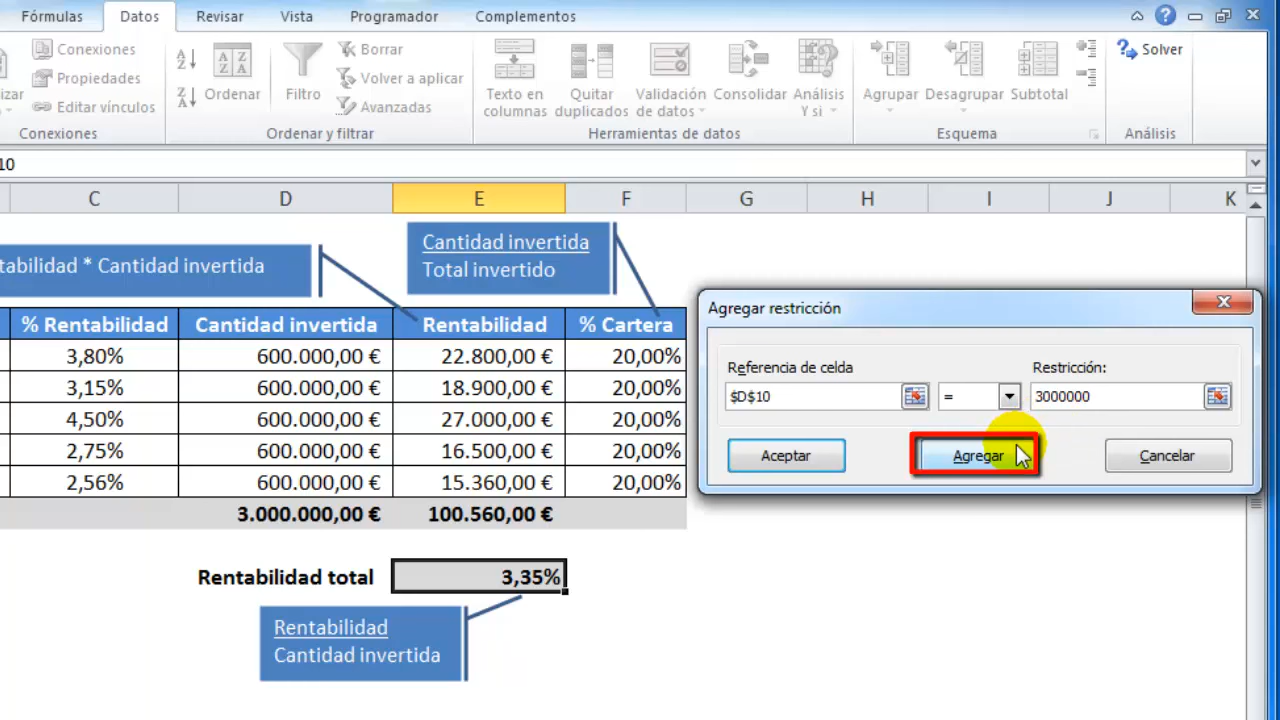 Fórmulas Datos Revisar Vista Programador Complementos
Conexiones
Propiedades
Editar vínculos
Conexiones
Ordenar
Filtro
Borrar
Volver a aplicar
Avanzadas
Ordenar y filtrar
Texto en
columnas
Quitar
duplicados
Validación
de datos
Consolidar
Análisis
Y si
Herramientas de datos
Agrupar
Desagrupar
Subtotal
Esquema
Solver
Análisis
10
C D E F G H I J K
tabilidad * Cantidad invertida
Cantidad invertida
Total invertido
% Rentabilidad Cantidad invertida Rentabilidad % Cartera
3,80% 600.000,00 € 22.800,00 € 20,00%
3,15% 600.000,00 € 18.900,00 € 20,00%
4,50% 600.000,00 € 27.000,00 € 20,00%
2,75% 600.000,00 € 16.500,00 € 20,00%
2,56% 600.000,00 € 15.360,00 € 20,00%
3.000.000,00 € 100.560,00 €
Rentabilidad total 3,35%
Rentabilidad
Cantidad invertida
Agregar restricción
Referencia de celda Restricción:
$D$10 = 3000000
Aceptar Agregar Cancelar